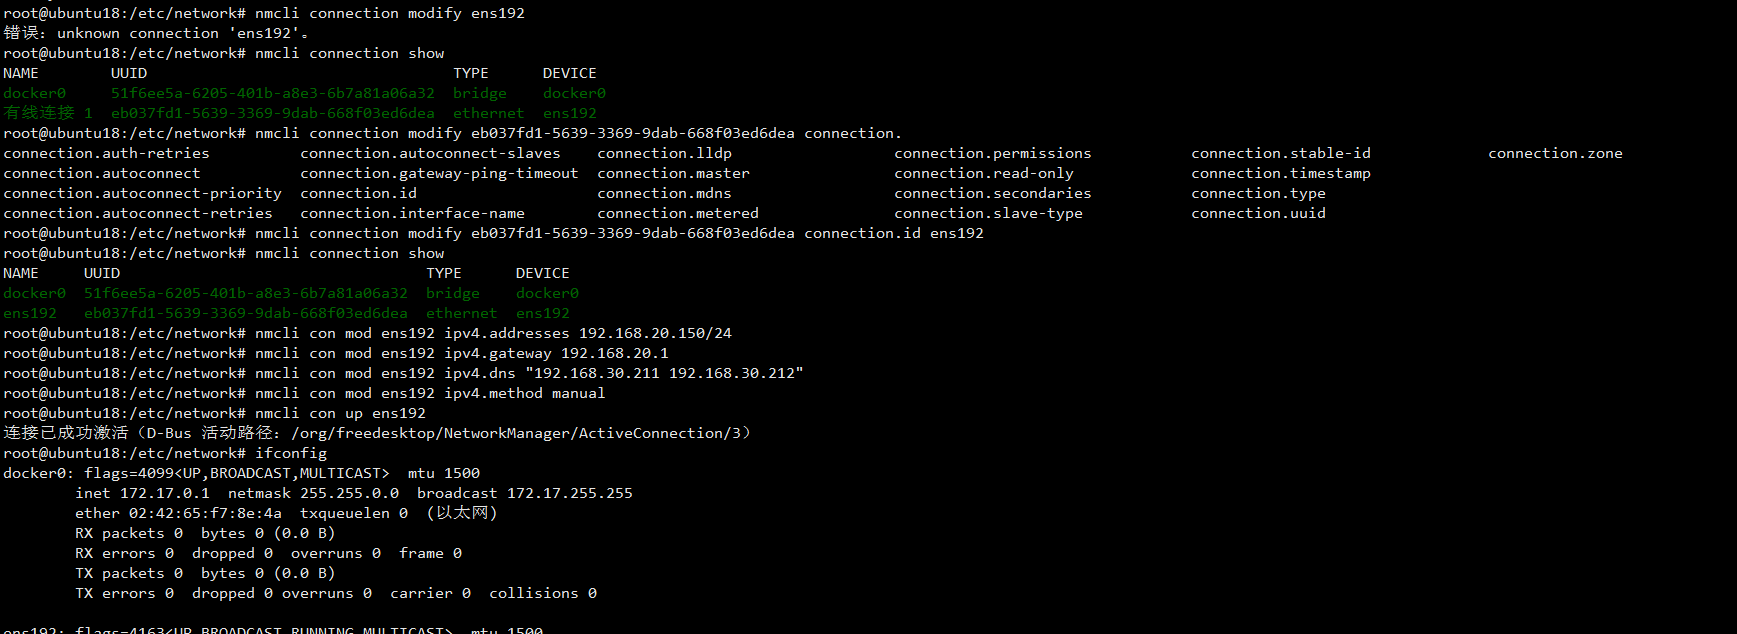 root@ubuntu18:/etc/network# nmcli connection modify ens192
错误：unknown connection 'ens192'。
root@ubuntu18:/etc/network# nmcli connection show
NAME        UUID                                  TYPE      DEVICE
docker0     51f6ee5a-6205-401b-a8e3-6b7a81a06a32  bridge    docker0
有线连接 1  eb037fd1-5639-3369-9dab-668f03ed6dea  ethernet  ens192
root@ubuntu18:/etc/network# nmcli connection modify eb037fd1-5639-3369-9dab-668f03ed6dea connection.
connection.auth-retries          connection.autoconnect-slaves    connection.lldp                  connection.permissions           connection.stable-id             connection.zone
connection.autoconnect           connection.gateway-ping-timeout  connection.master                connection.read-only             connection.timestamp
connection.autoconnect-priority  connection.id                    connection.mdns                  connection.secondaries           connection.type
connection.autoconnect-retries   connection.interface-name        connection.metered               connection.slave-type            connection.uuid
root@ubuntu18:/etc/network# nmcli connection modify eb037fd1-5639-3369-9dab-668f03ed6dea connection.id ens192
root@ubuntu18:/etc/network# nmcli connection show
NAME     UUID                                  TYPE      DEVICE
docker0  51f6ee5a-6205-401b-a8e3-6b7a81a06a32  bridge    docker0
ens192   eb037fd1-5639-3369-9dab-668f03ed6dea  ethernet  ens192
root@ubuntu18:/etc/network# nmcli con mod ens192 ipv4.addresses 192.168.20.150/24
root@ubuntu18:/etc/network# nmcli con mod ens192 ipv4.gateway 192.168.20.1
root@ubuntu18:/etc/network# nmcli con mod ens192 ipv4.dns "192.168.30.211 192.168.30.212"
root@ubuntu18:/etc/network# nmcli con mod ens192 ipv4.method manual
root@ubuntu18:/etc/network# nmcli con up ens192
连接已成功激活（D-Bus 活动路径：/org/freedesktop/NetworkManager/ActiveConnection/3）
root@ubuntu18:/etc/network# ifconfig
docker0: flags=4099<UP,BROADCAST,MULTICAST>  mtu 1500
        inet 172.17.0.1  netmask 255.255.0.0  broadcast 172.17.255.255
        ether 02:42:65:f7:8e:4a  txqueuelen 0  (以太网)
        RX packets 0  bytes 0 (0.0 B)
        RX errors 0  dropped 0  overruns 0  frame 0
        TX packets 0  bytes 0 (0.0 B)
        TX errors 0  dropped 0 overruns 0  carrier 0  collisions 0
ens192: flags=4163<UP,BROADCAST,RUNNING,MULTICAST>  mtu 1500